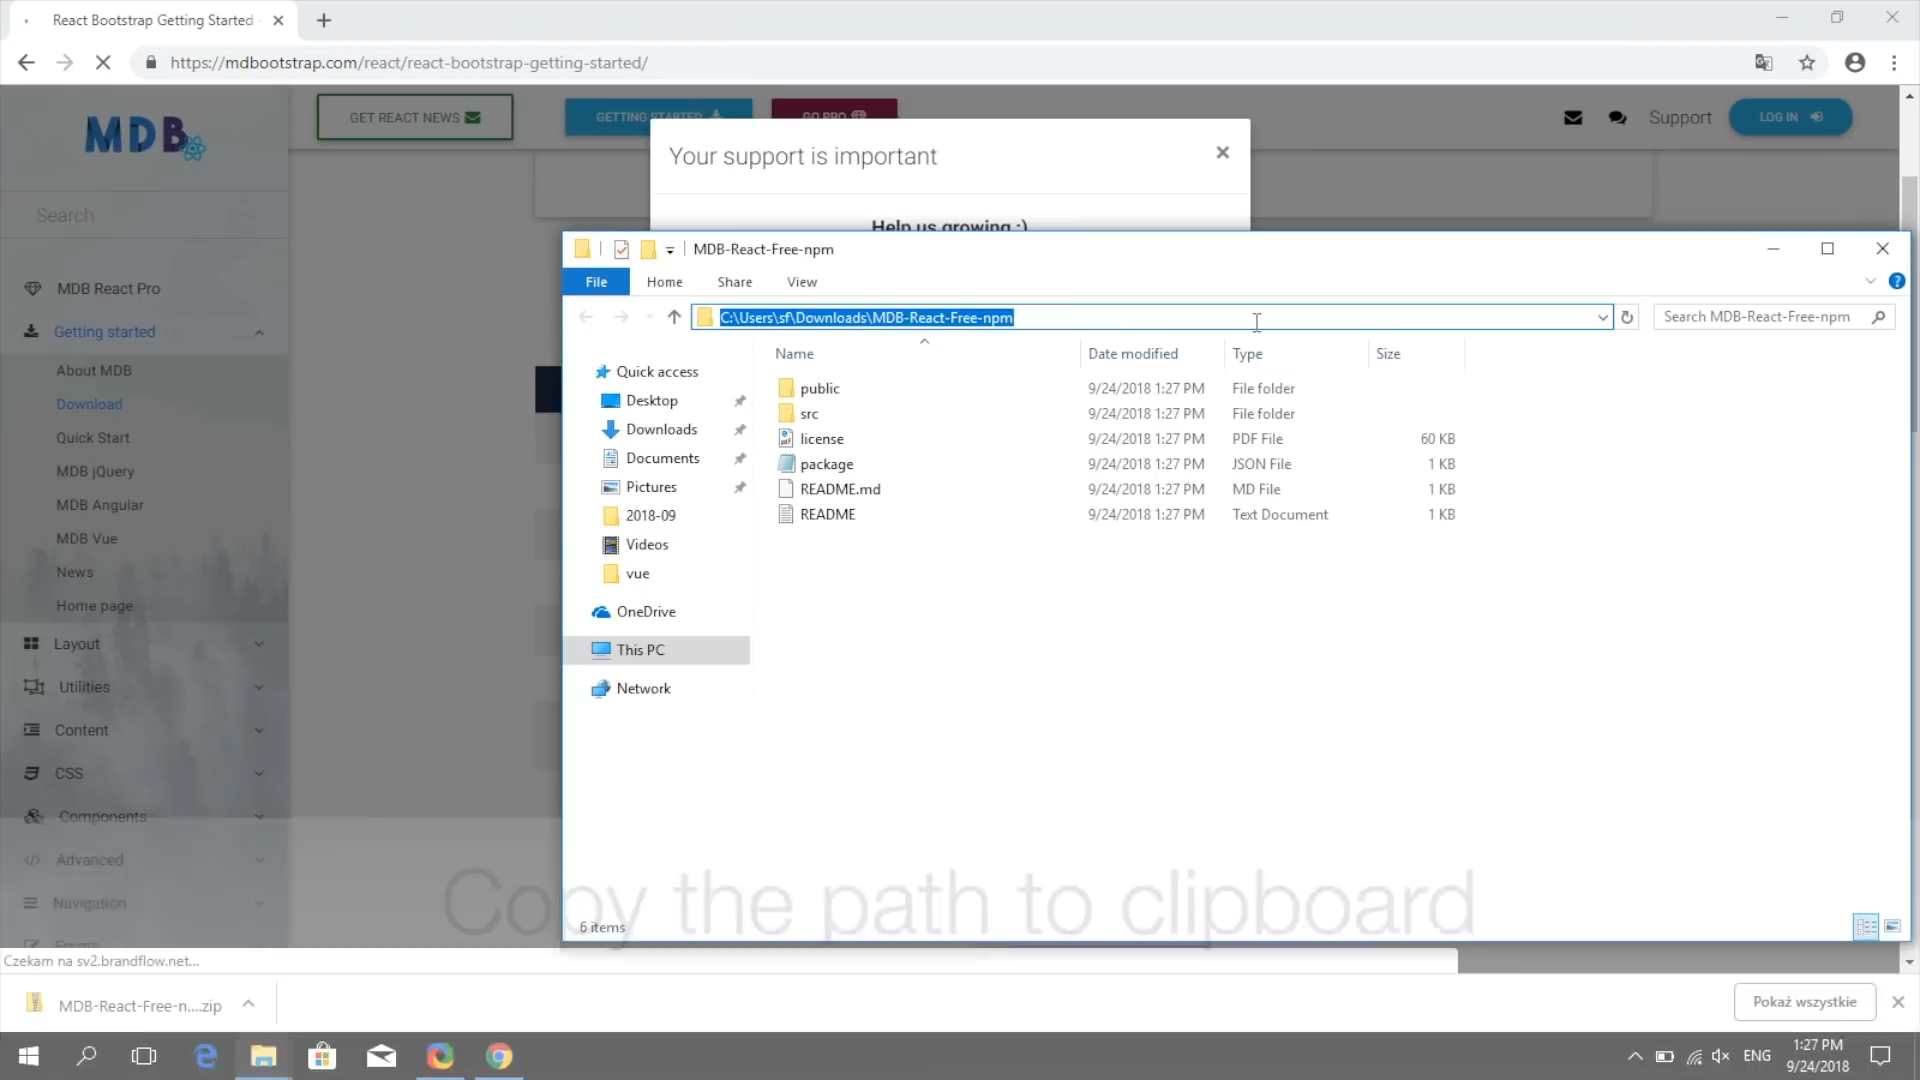 React Bootstrap Getting Started
https://mdbootstrap.com/react/react-bootstrap-getting-started/
MDB
GET REACT NEWS
GETTING STARTED
GO PRO
Support
LOG IN
Your support is important
Help us growing :)
Search
MDB React Pro
Getting started
About MDB
Download
Quick Start
MDB jQuery
MDB Angular
MDB Vue
News
Home page
Layout
Utilities
Content
CSS
Components
Advanced
Navigation
Forms
MDB-React-Free-npm
File Home Share View
C:\Users\sf\Downloads\MDB-React-Free-npm
Search MDB-React-Free-npm
Quick access
Desktop
Downloads
Documents
Pictures
2018-09
Videos
vue
OneDrive
This PC
Network
Name Date modified Type Size
public 9/24/2018 1:27 PM File folder
src 9/24/2018 1:27 PM File folder
license 9/24/2018 1:27 PM PDF File 60 KB
package 9/24/2018 1:27 PM JSON File 1 KB
README.md 9/24/2018 1:27 PM MD File 1 KB
README 9/24/2018 1:27 PM Text Document 1 KB
Copy the path to clipboard
6 items
Czekam na sv2.brandflow.net...
MDB-React-Free-n....zip
Pokaż wszystkie
ENG
1:27 PM
9/24/2018